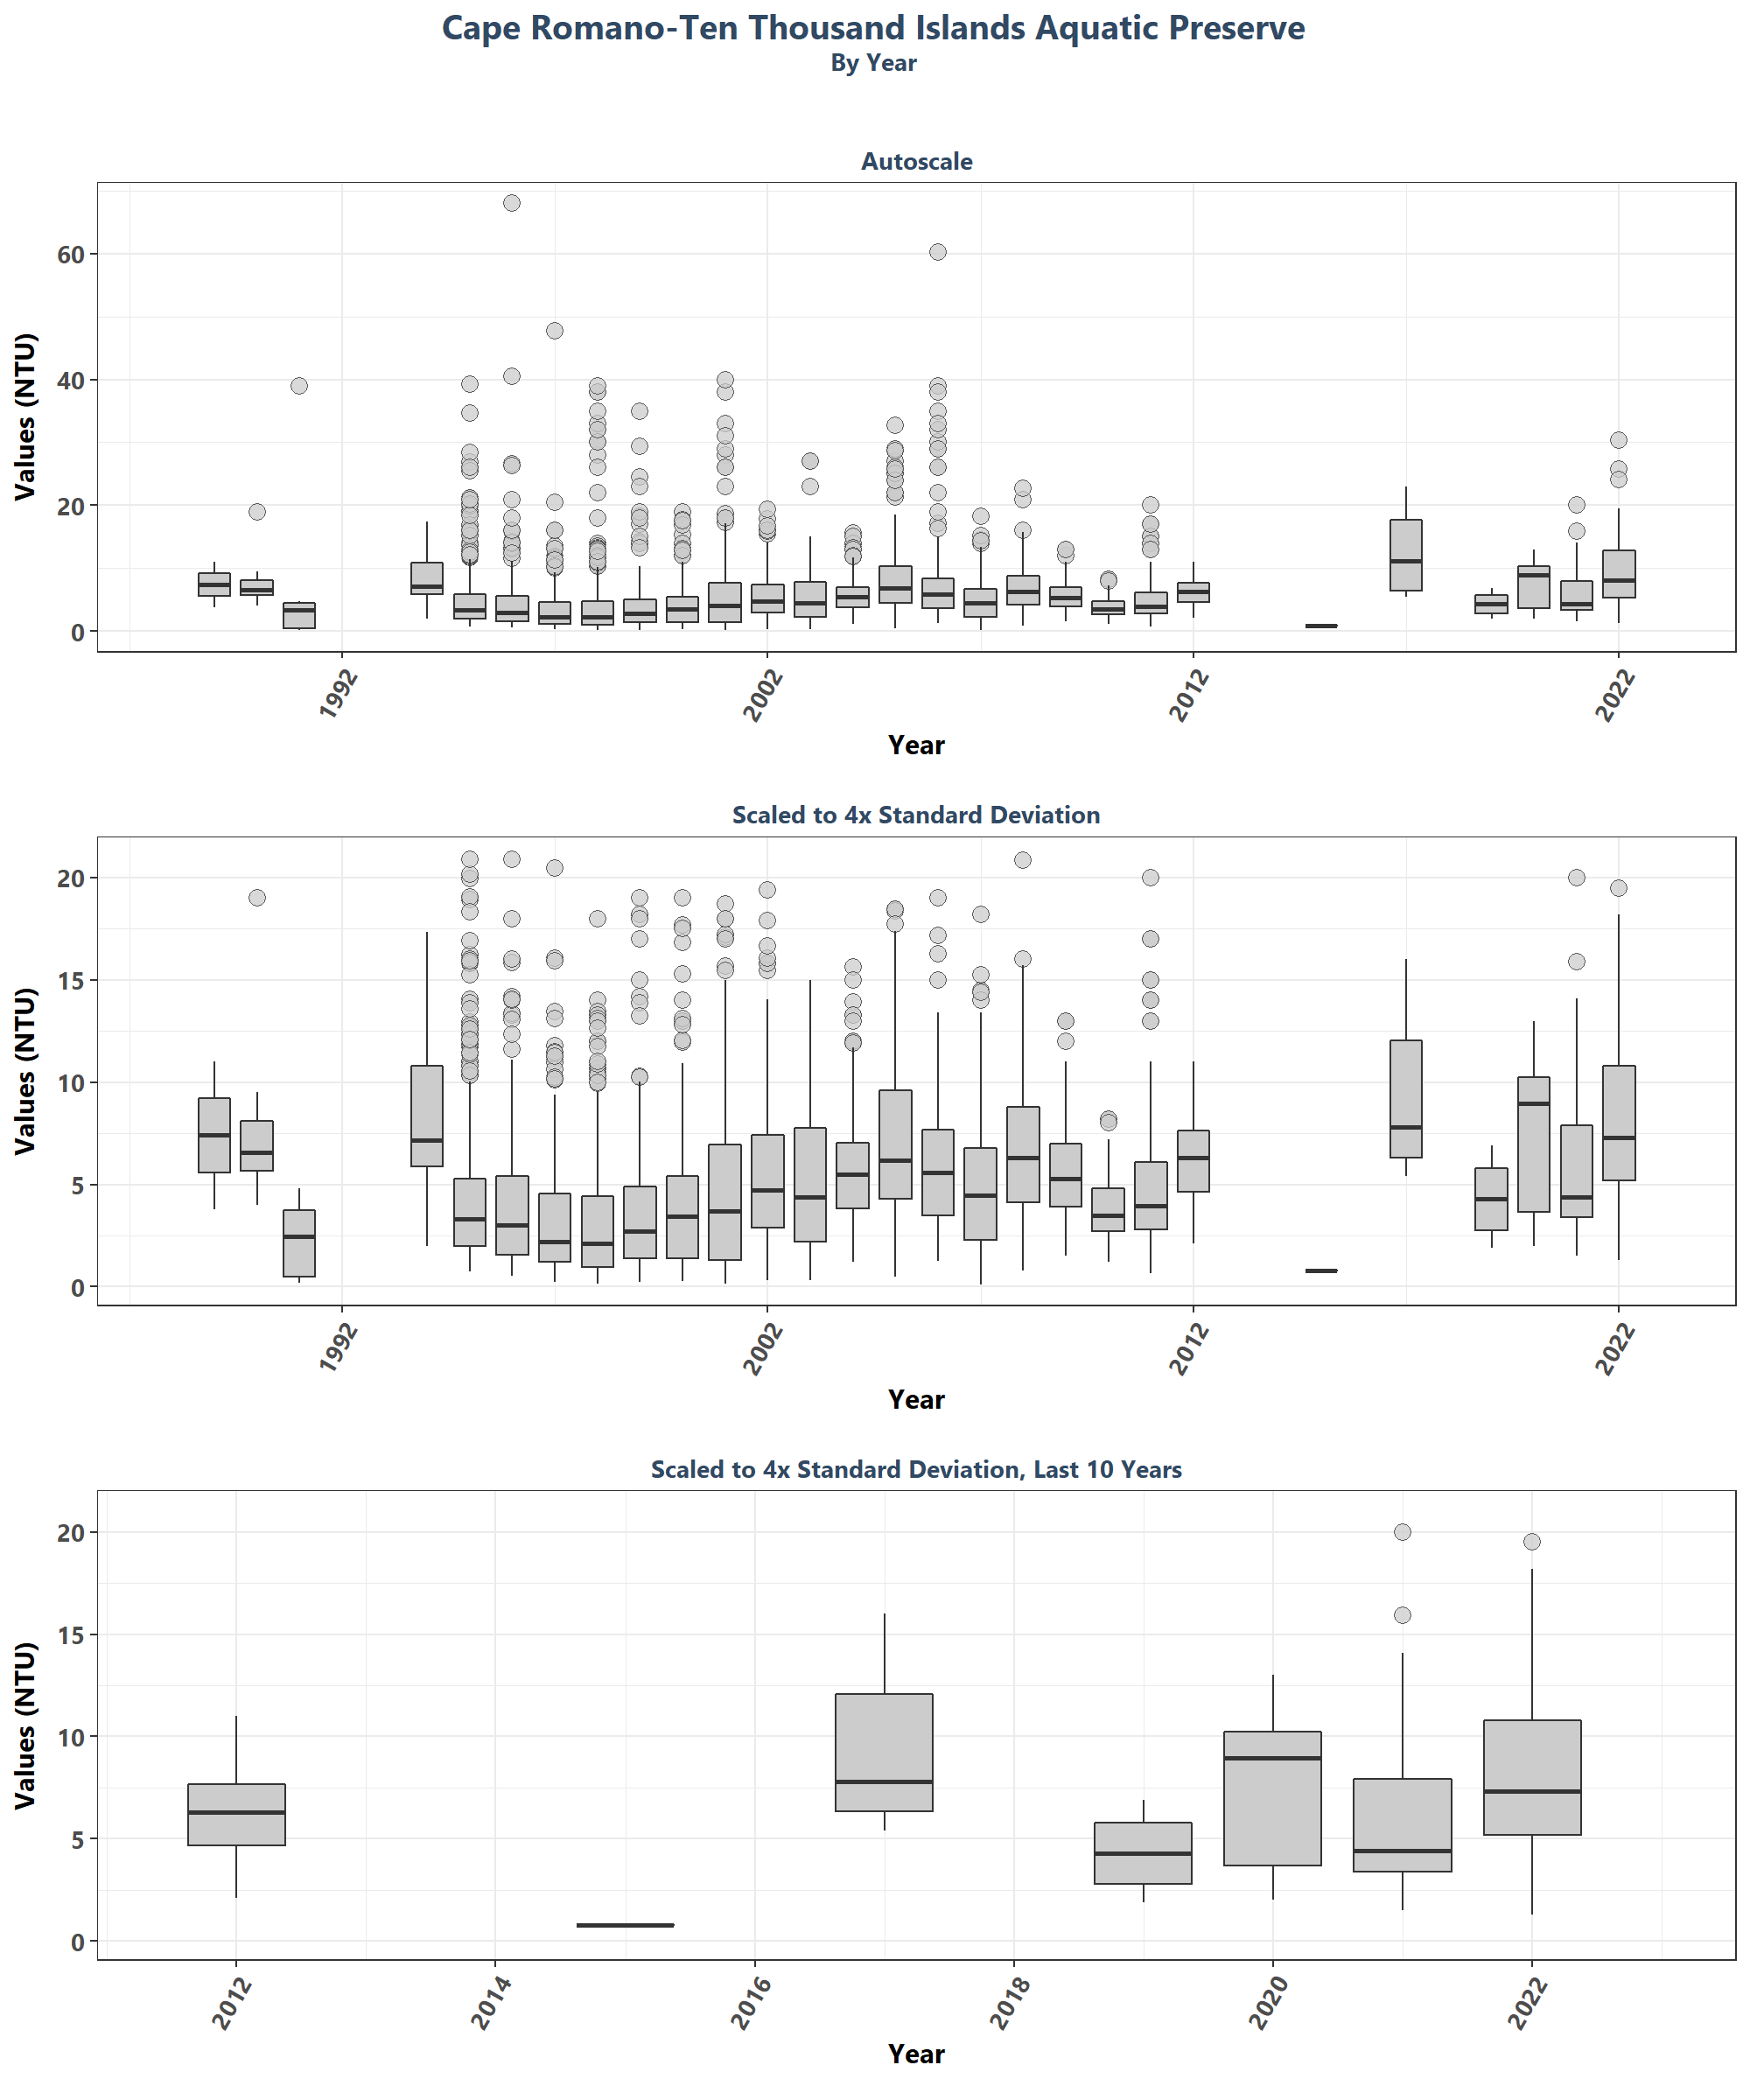 Cape Romano-Ten Thousand Islands Aquatic Preserve
By Year
Autoscale
Values (NTU)
60
40
20
0
1992
2002
2012
2022
Year
Scaled to 4x Standard Deviation
Values (NTU)
20
15
10
5
0
1992
2002
2012
2022
Year
Scaled to 4x Standard Deviation, Last 10 Years
Values (NTU)
20
15
10
5
0
2012
2014
2016
2018
2020
2022
Year